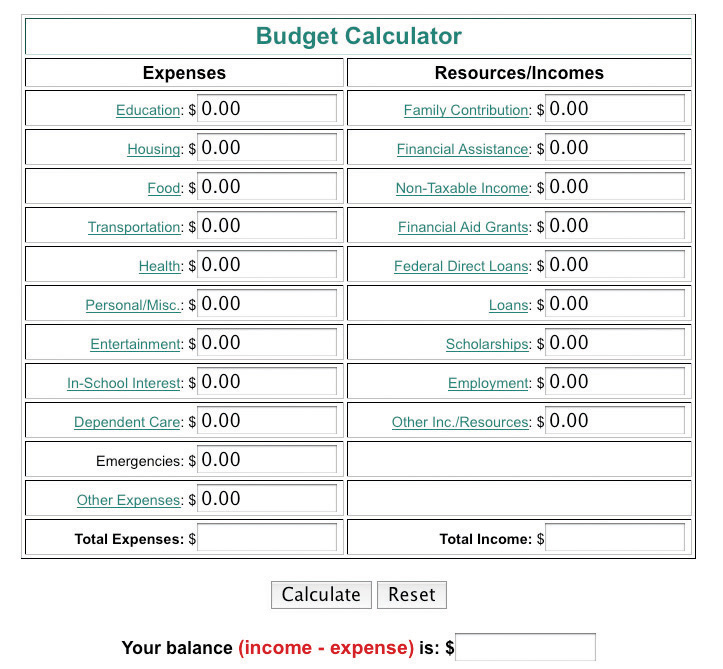 Budget Calculator
Expenses Resources/Incomes
Education: $ 0.00 Family Contribution: $ 0.00
Housing: $ 0.00 Financial Assistance: $ 0.00
Food: $ 0.00 Non-Taxable Income: $ 0.00
Transportation: $ 0.00 Financial Aid Grants: $ 0.00
Health: $ 0.00 Federal Direct Loans: $ 0.00
Personal/Misc.: $ 0.00 Loans: $ 0.00
Entertainment: $ 0.00 Scholarships: $ 0.00
In-School Interest: $ 0.00 Employment: $ 0.00
Dependent Care: $ 0.00 Other Inc./Resources: $ 0.00
Emergencies: $ 0.00
Other Expenses: $ 0.00
Total Expenses: $ Total Income: $
Calculate Reset
Your balance (income - expense) is: $